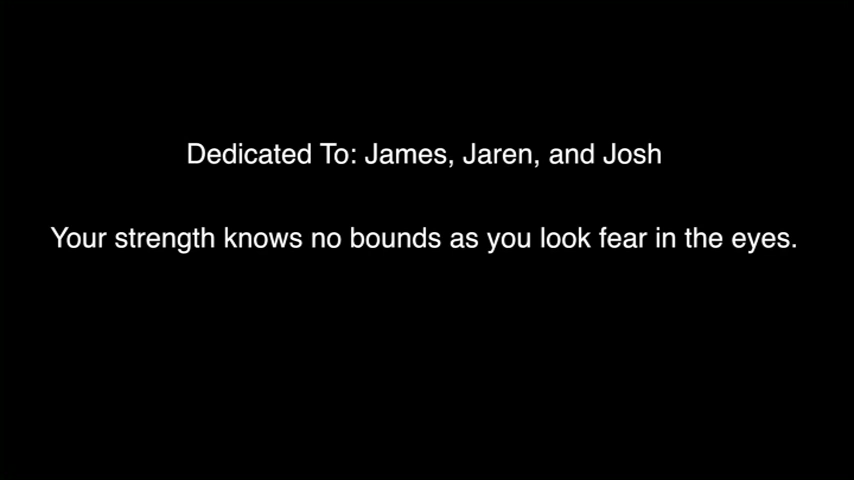 Dedicated To: James, Jaren, and Josh
Your strength knows no bounds as you look fear in the eyes.